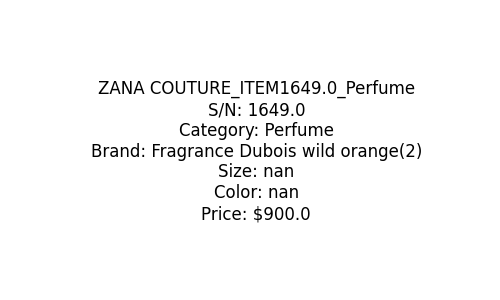 ZANA COUTURE_ITEM1649.0_Perfume
S/N: 1649.0
Category: Perfume
Brand: Fragrance Dubois wild orange(2)
Size: nan
Color: nan
Price: $900.0